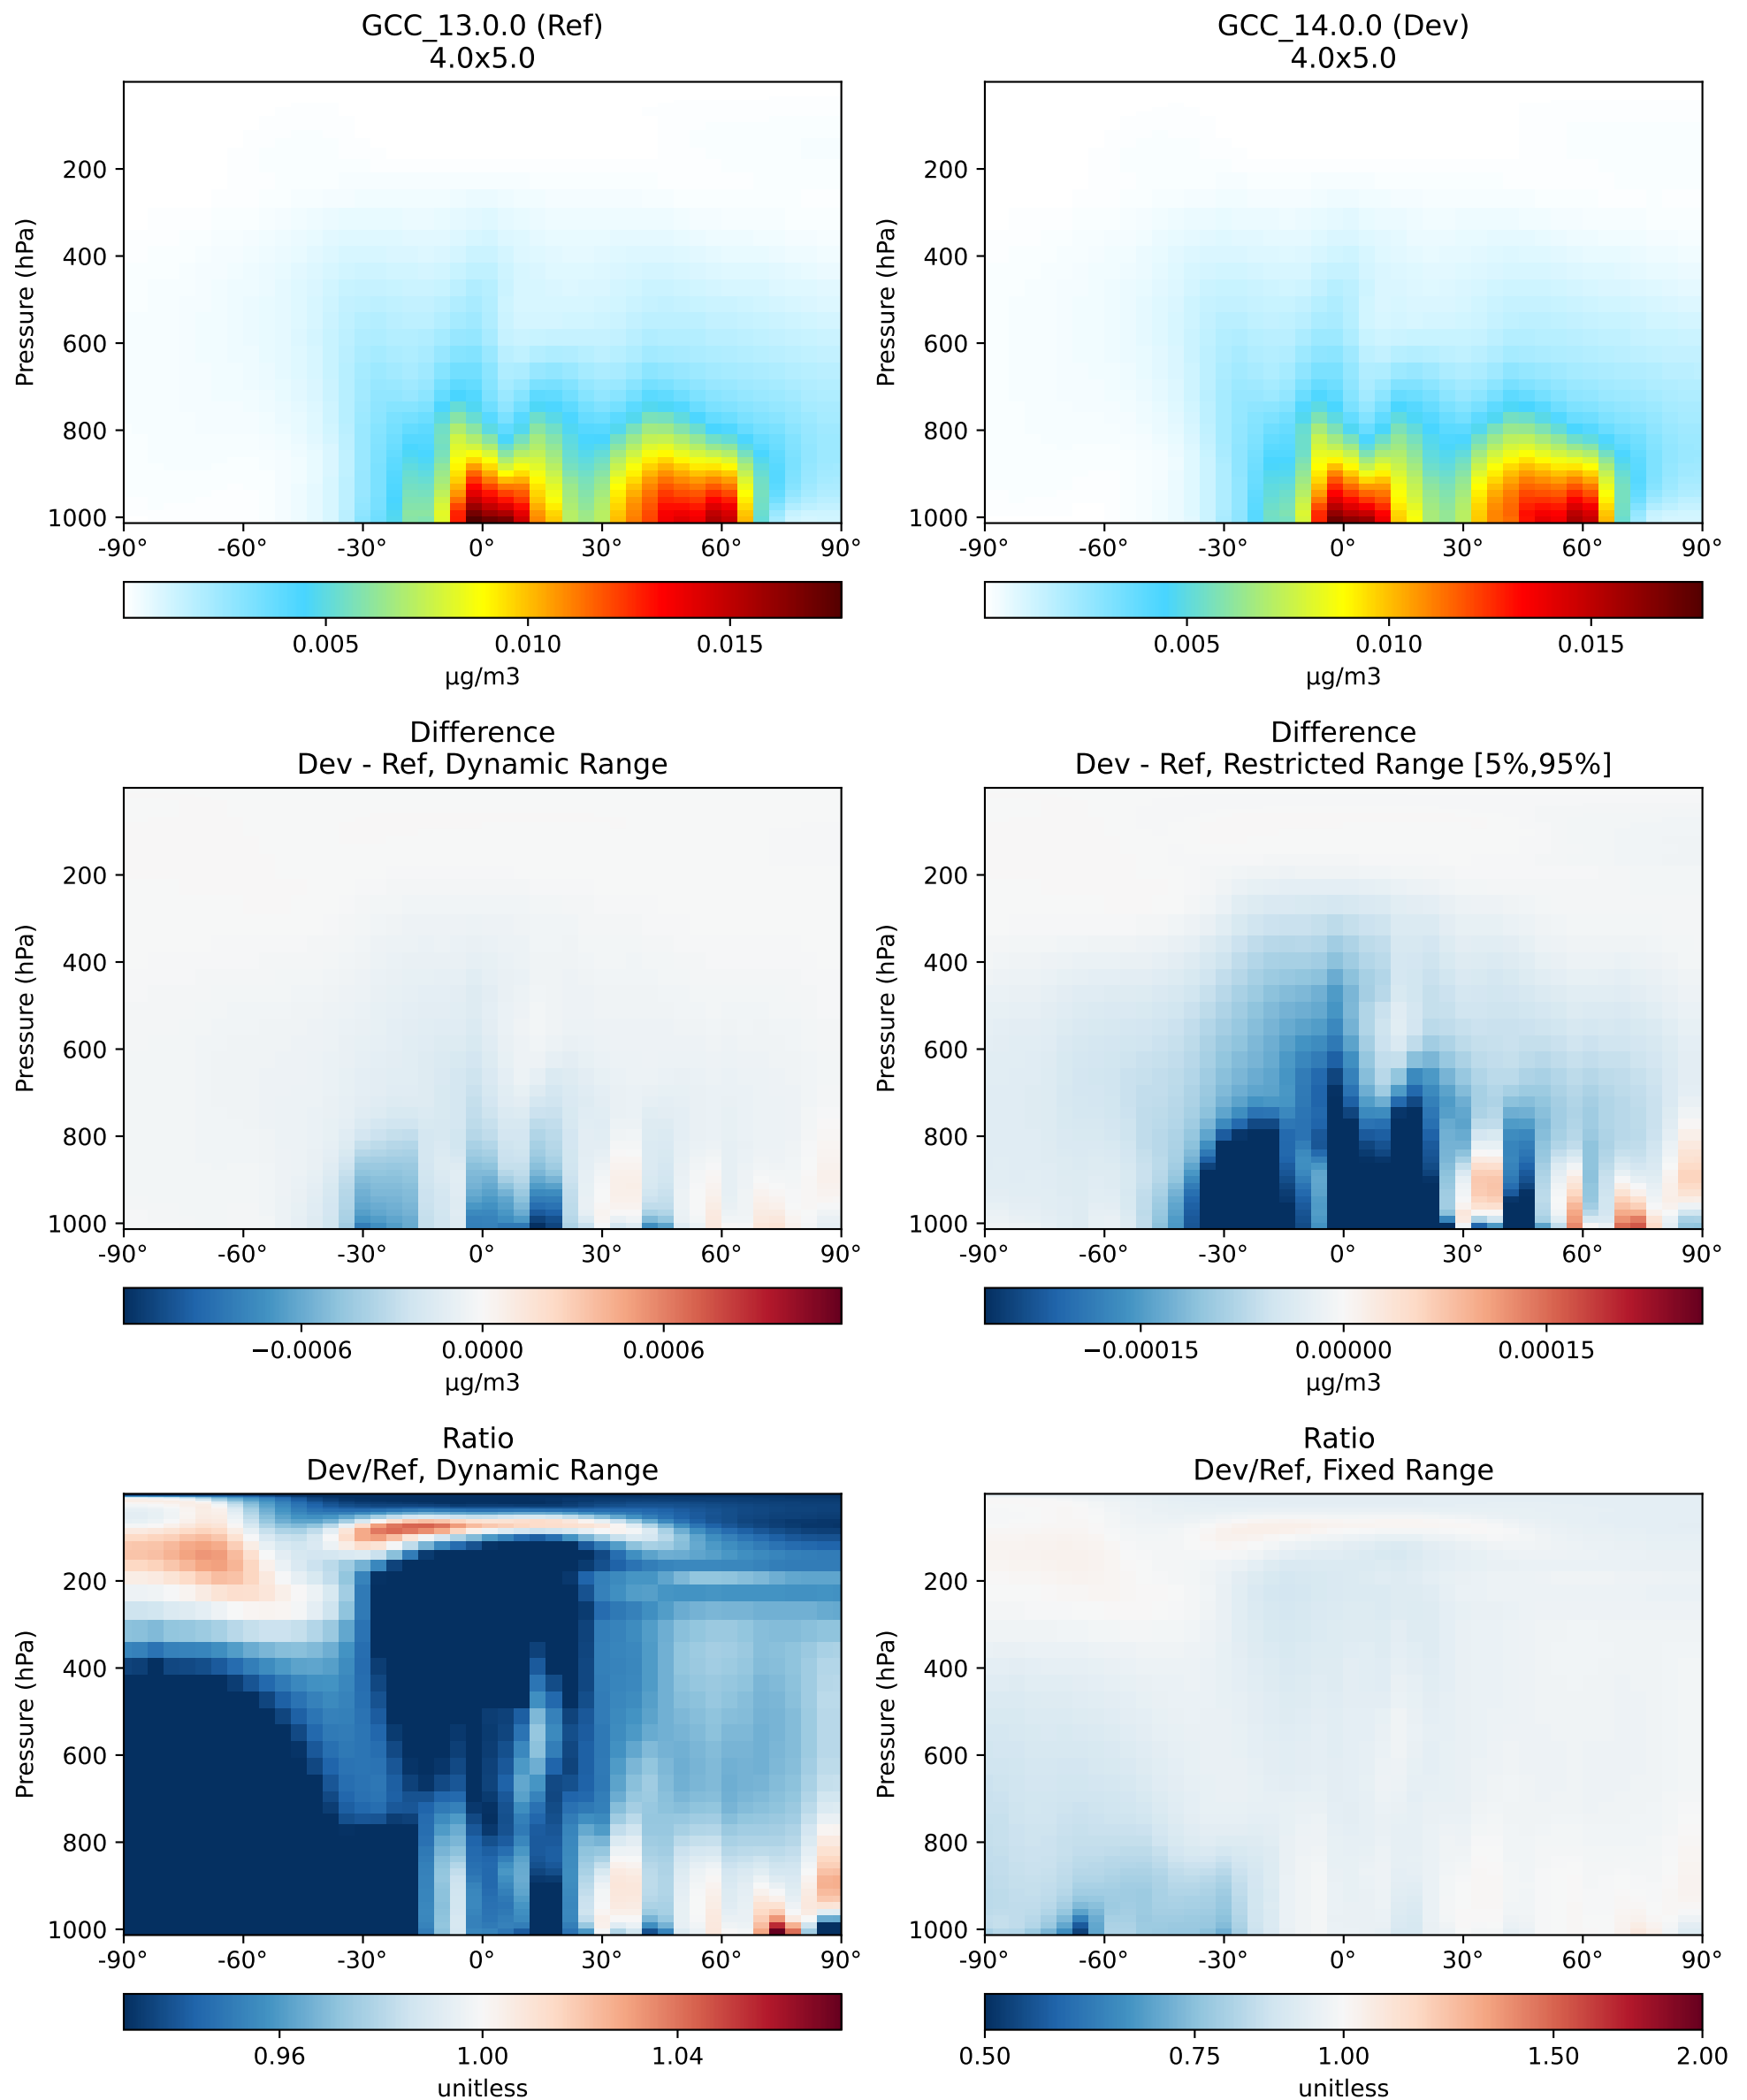 GCC_13.0.0 (Ref)
4.0x5.0
Pressure (hPa)
200
400
600
800
1000
-90° -60° -30° 0° 30° 60° 90°
0.005 0.010 0.015
μg/m3
GCC_14.0.0 (Dev)
4.0x5.0
Pressure (hPa)
200
400
600
800
1000
-90° -60° -30° 0° 30° 60° 90°
0.005 0.010 0.015
μg/m3
Difference
Dev - Ref, Dynamic Range
Pressure (hPa)
200
400
600
800
1000
-90° -60° -30° 0° 30° 60° 90°
−0.0006 0.0000 0.0006
μg/m3
Difference
Dev - Ref, Restricted Range [5%,95%]
Pressure (hPa)
200
400
600
800
1000
-90° -60° -30° 0° 30° 60° 90°
−0.00015 0.00000 0.00015
μg/m3
Ratio
Dev/Ref, Dynamic Range
Pressure (hPa)
200
400
600
800
1000
-90° -60° -30° 0° 30° 60° 90°
0.96 1.00 1.04
unitless
Ratio
Dev/Ref, Fixed Range
Pressure (hPa)
200
400
600
800
1000
-90° -60° -30° 0° 30° 60° 90°
0.50 0.75 1.00 1.50 2.00
unitless